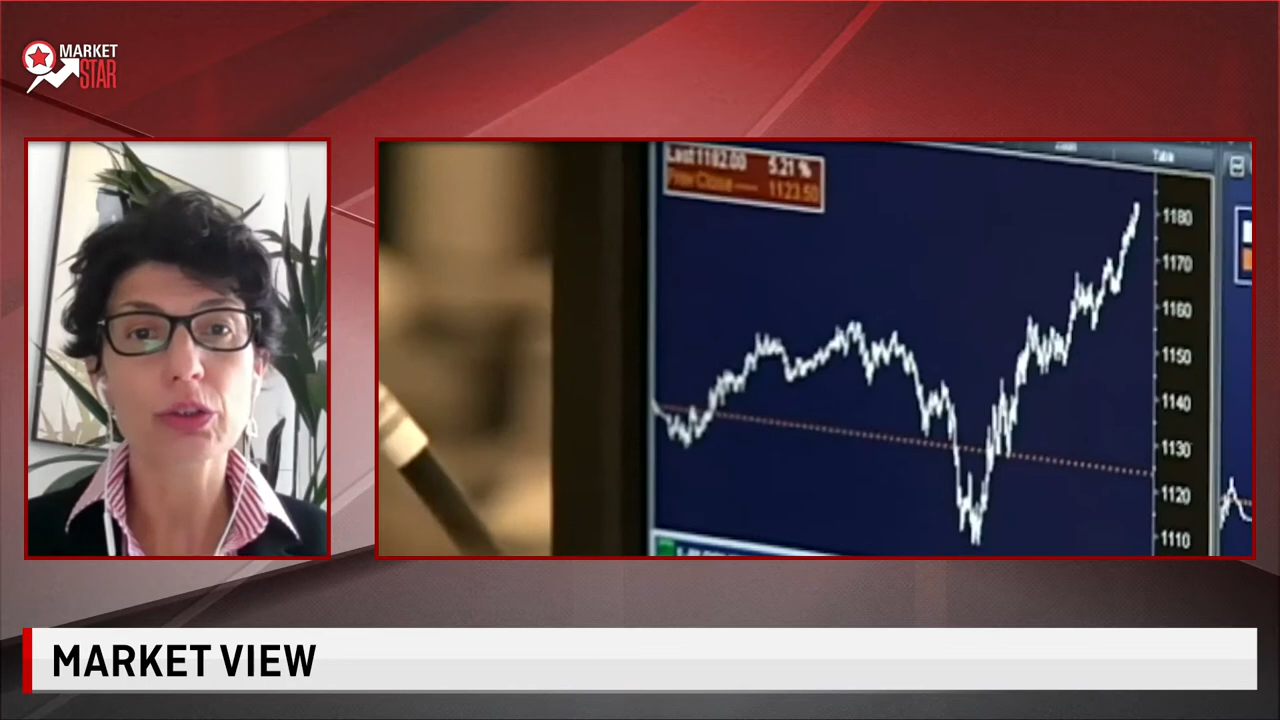 MARKET
STAR
Last 1182.00 5.21 %
Prev Close 1123.50
Table
1180
1170
1160
1150
1140
1130
1120
1110
MARKET VIEW